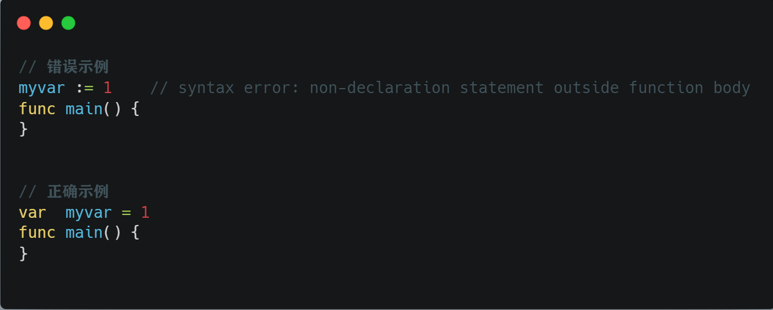 // 错误示例
myvar := 1    // syntax error: non-declaration statement outside function body
func main() {
}
// 正确示例
var  myvar = 1
func main() {
}